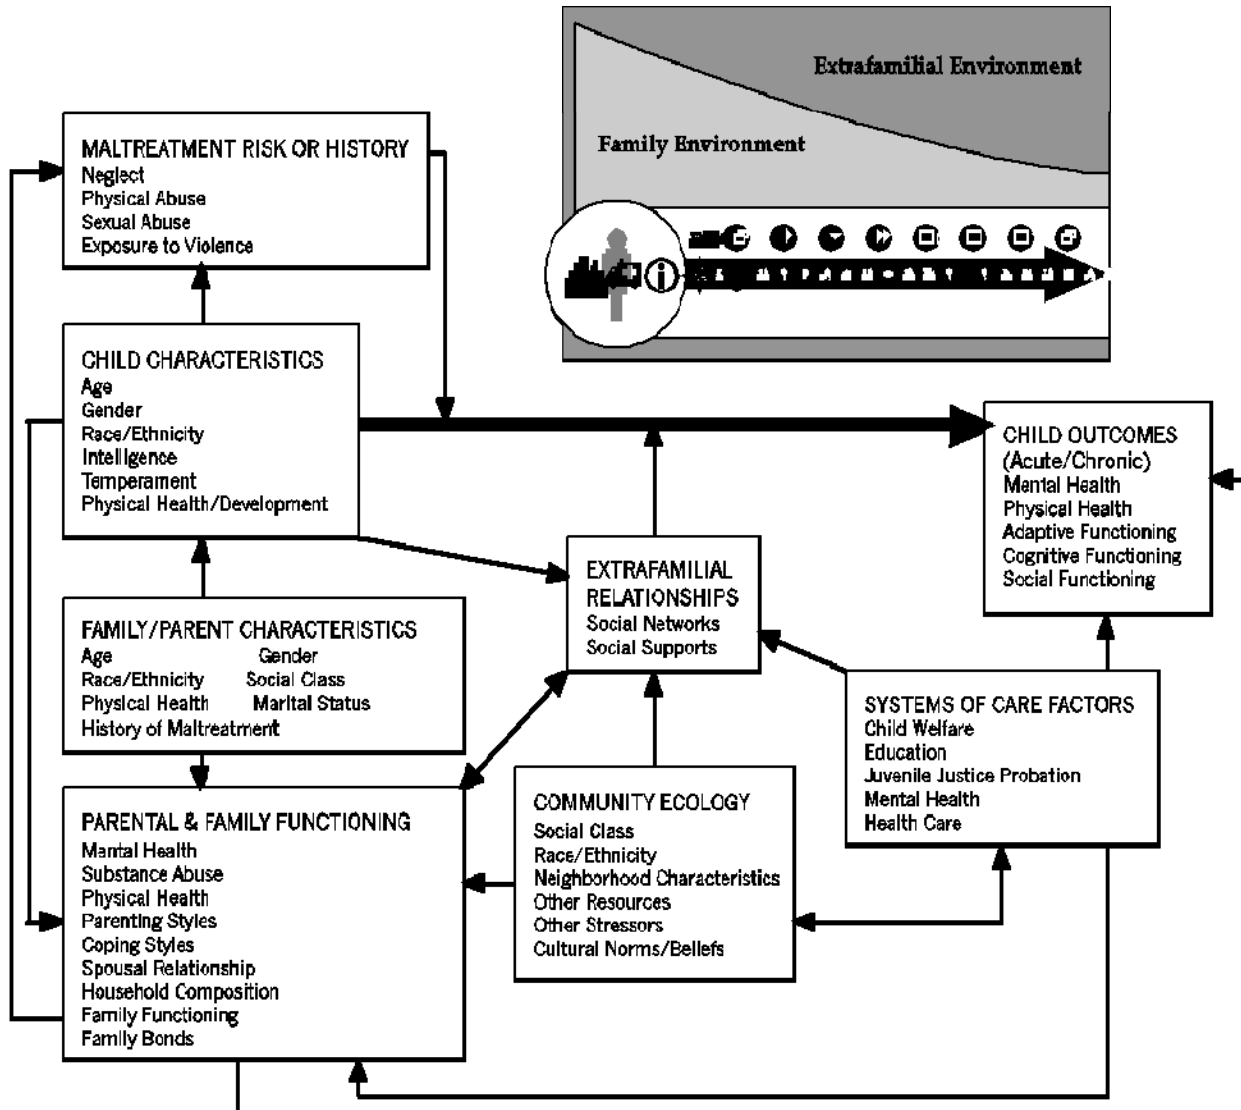 Extrafamilial Environment
Family Environment
MALTREATMENT RISK OR HISTORY
Neglect
Physical Abuse
Sexual Abuse
Exposure to Violence
CHILD CHARACTERISTICS
Age
Gender
Race/Ethnicity
Intelligence
Temperament
Physical Health/Development
CHILD OUTCOMES
(Acute/Chronic)
Mental Health
Physical Health
Adaptive Functioning
Cognitive Functioning
Social Functioning
EXTRAFAMILIAL
RELATIONSHIPS
Social Networks
Social Supports
FAMILY/PARENT CHARACTERISTICS
Age Gender
Race/Ethnicity Social Class
Physical Health Marital Status
History of Maltreatment
SYSTEMS OF CARE FACTORS
Child Welfare
Education
Juvenile Justice Probation
Mental Health
Health Care
PARENTAL & FAMILY FUNCTIONING
Mental Health
Substance Abuse
Physical Health
Parenting Styles
Coping Styles
Spousal Relationship
Household Composition
Family Functioning
Family Bonds
COMMUNITY ECOLOGY
Social Class
Race/Ethnicity
Neighborhood Characteristics
Other Resources
Other Stressors
Cultural Norms/Beliefs